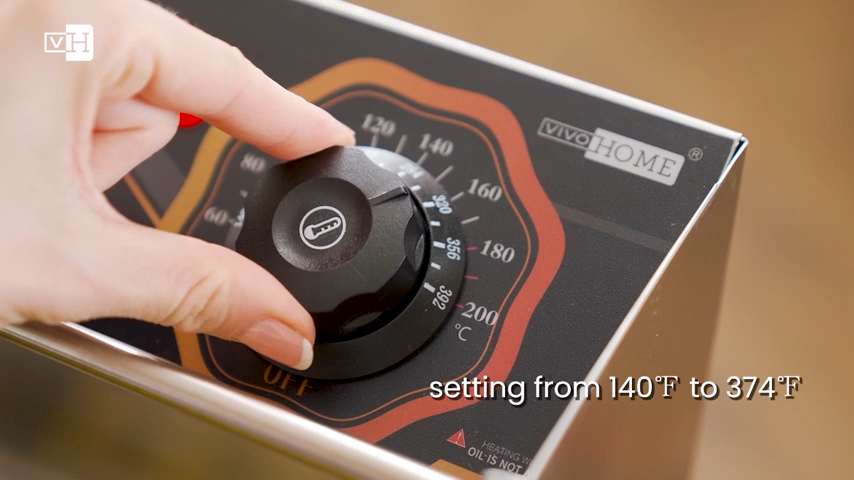 VH
120
140
80
160
VIVOHOME®
60
320
356
180
392
200
°C
OFF
setting from 140°F to 374°F
HEATING W
OIL IS NOT